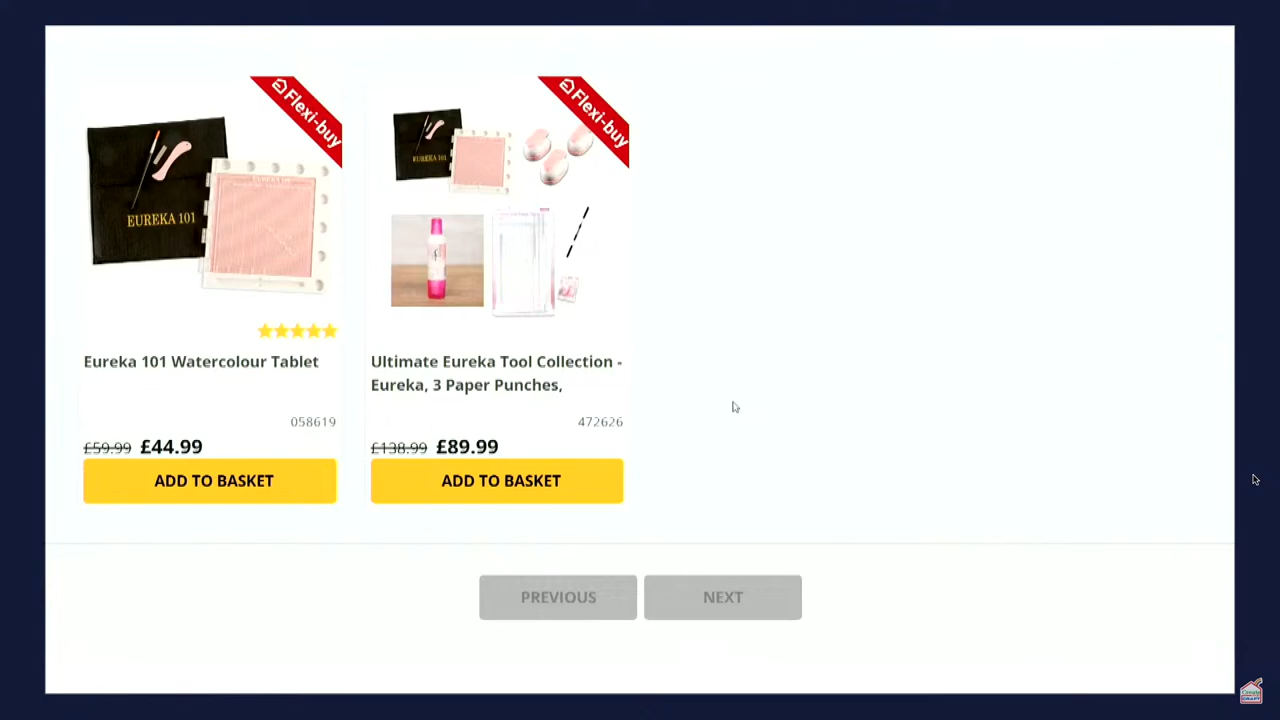 Flexi-buy
Flexi-buy
EUREKA 101
EUREKA 101
Eureka 101 Watercolour Tablet
058619
£59.99 £44.99
ADD TO BASKET
Ultimate Eureka Tool Collection -
Eureka, 3 Paper Punches,
472626
£138.99 £89.99
ADD TO BASKET
PREVIOUS
NEXT
Create
CRAFT